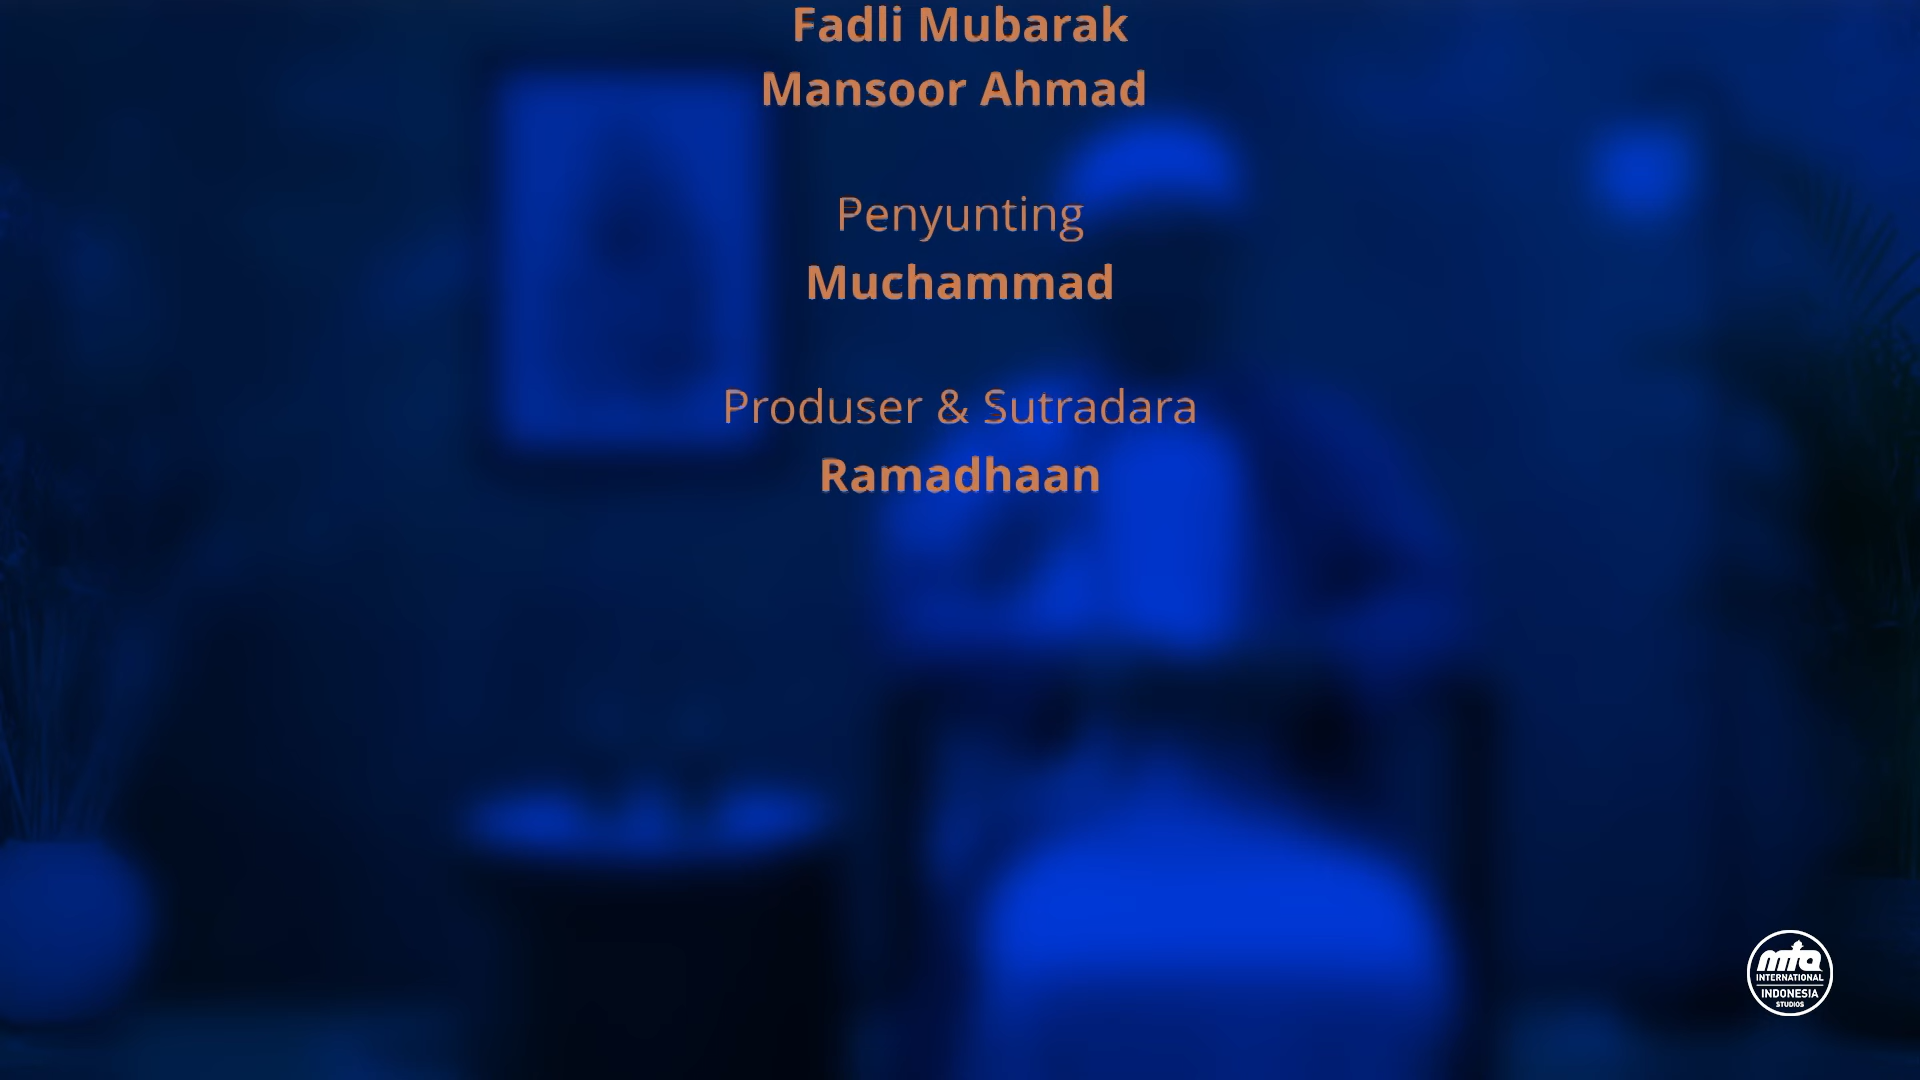 Fadli Mubarak
Mansoor Ahmad
Penyunting
Muchammad
Produser & Sutradara
Ramadhaan
mta
INTERNATIONAL
INDONESIA
STUDIOS